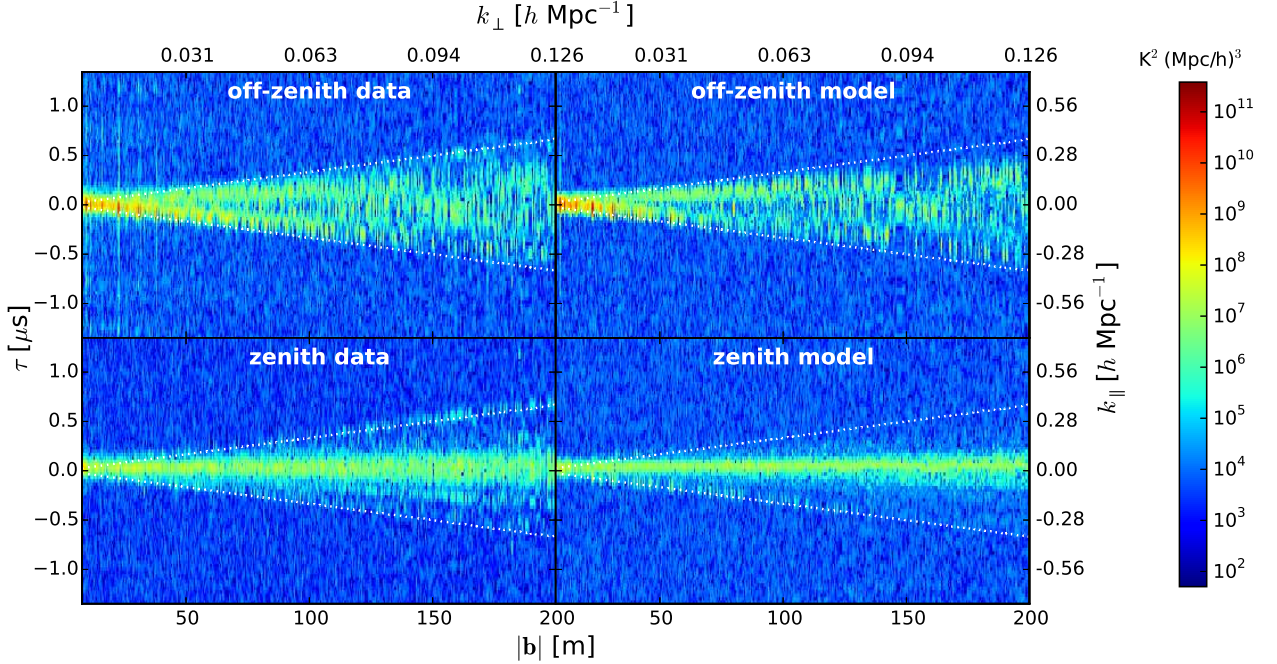 k⊥ [h Mpc⁻¹]
0.031 0.063 0.094 0.126 0.031 0.063 0.094 0.126
K² (Mpc/h)³
off-zenith data
off-zenith model
zenith data
zenith model
1.0
0.5
0.0
−0.5
−1.0
1.0
0.5
0.0
−0.5
−1.0
τ [μs]
0.56
0.28
0.00
-0.28
-0.56
0.56
0.28
0.00
-0.28
-0.56
k∥ [h Mpc⁻¹]
10¹¹
10¹⁰
10⁹
10⁸
10⁷
10⁶
10⁵
10⁴
10³
10²
50 100 150 200 50 100 150 200
|b| [m]